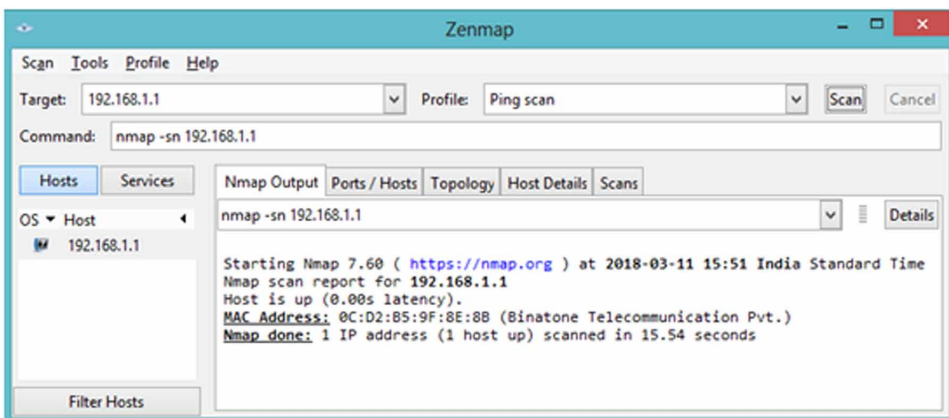 Zenmap
Scan Tools Profile Help
Target: 192.168.1.1 Profile: Ping scan Scan Cancel
Command: nmap -sn 192.168.1.1
Hosts Services
Nmap Output Ports / Hosts Topology Host Details Scans
OS Host
192.168.1.1
nmap -sn 192.168.1.1 Details
Starting Nmap 7.60 ( https://nmap.org ) at 2018-03-11 15:51 India Standard Time
Nmap scan report for 192.168.1.1
Host is up (0.00s latency).
MAC Address: 0C:D2:B5:9F:8E:8B (Binatone Telecommunication Pvt.)
Nmap done: 1 IP address (1 host up) scanned in 15.54 seconds
Filter Hosts